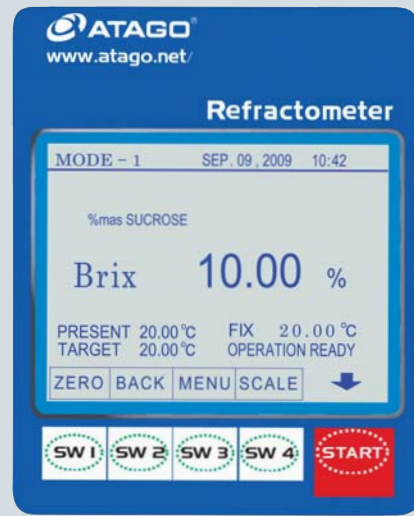 ATAGO®
www.atago.net/
Refractometer
MODE - 1 SEP. 09 , 2009 10:42
%mas SUCROSE
Brix 10.00 %
PRESENT 20.00 °C FIX 20.00 °C
TARGET 20.00 °C OPERATION READY
ZERO BACK MENU SCALE
SW 1 SW 2 SW 3 SW 4 START